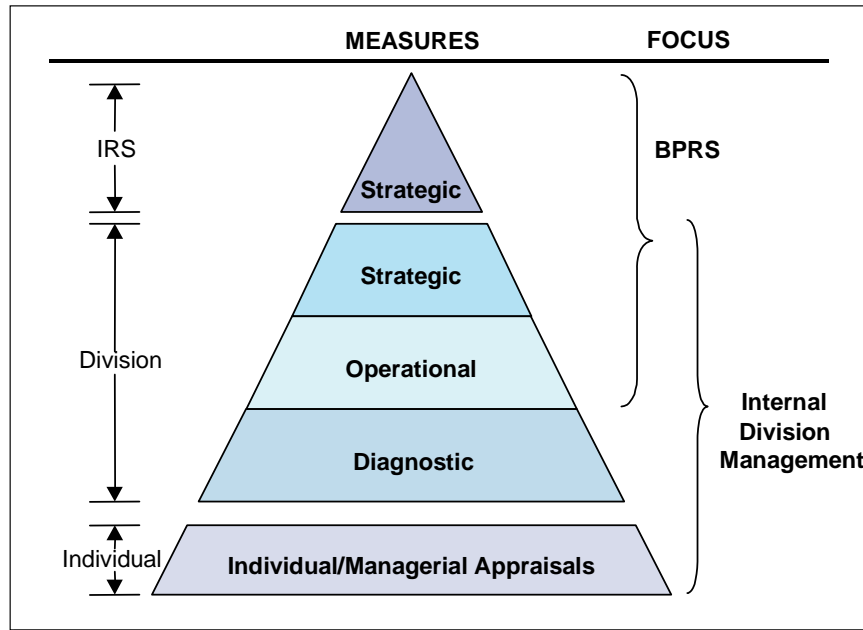 MEASURES FOCUS
IRS
Strategic
BPRS
Strategic
Division
Operational
Internal
Division
Management
Diagnostic
Individual
Individual/Managerial Appraisals